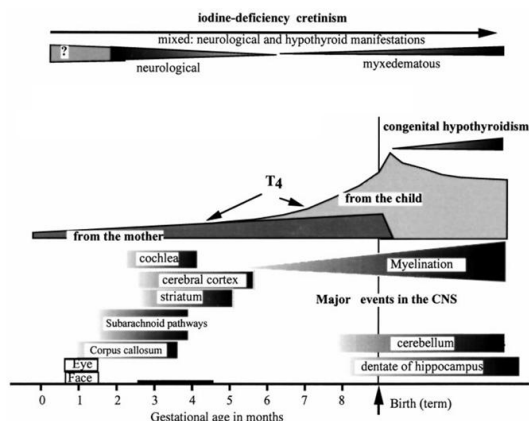 iodine-deficiency cretinism
mixed: neurological and hypothyroid manifestations
?
neurological
myxedematous
congenital hypothyroidism
T4
from the child
from the mother
cochlea
cerebral cortex
Myelination
striatum
Major events in the CNS
Subarachnoid pathways
cerebellum
Corpus callosum
Eye
dentate of hippocampus
Face
0 1 2 3 4 5 6 7 8
Birth (term)
Gestational age in months